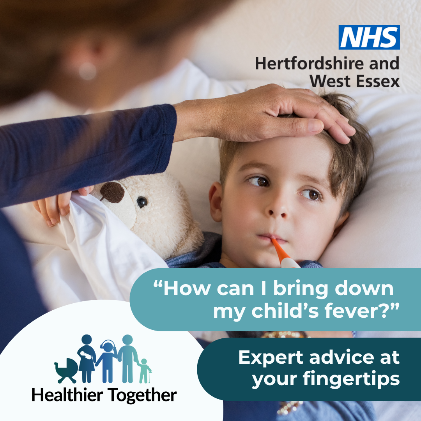 NHS
Hertfordshire and
West Essex
“How can I bring down
my child’s fever?”
Expert advice at
your fingertips
Healthier Together